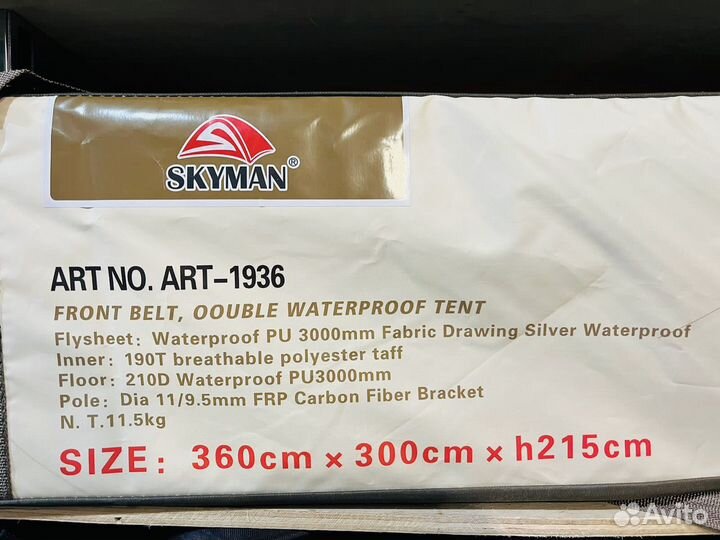 SKYMAN®
ART NO. ART-1936
FRONT BELT, OOUBLE WATERPROOF TENT
Flysheet: Waterproof PU 3000mm Fabric Drawing Silver Waterproof
Inner: 190T breathable polyester taff
Floor: 210D Waterproof PU3000mm
Pole: Dia 11/9.5mm FRP Carbon Fiber Bracket
N. T.11.5kg
SIZE: 360cm × 300cm × h215cm
Avito